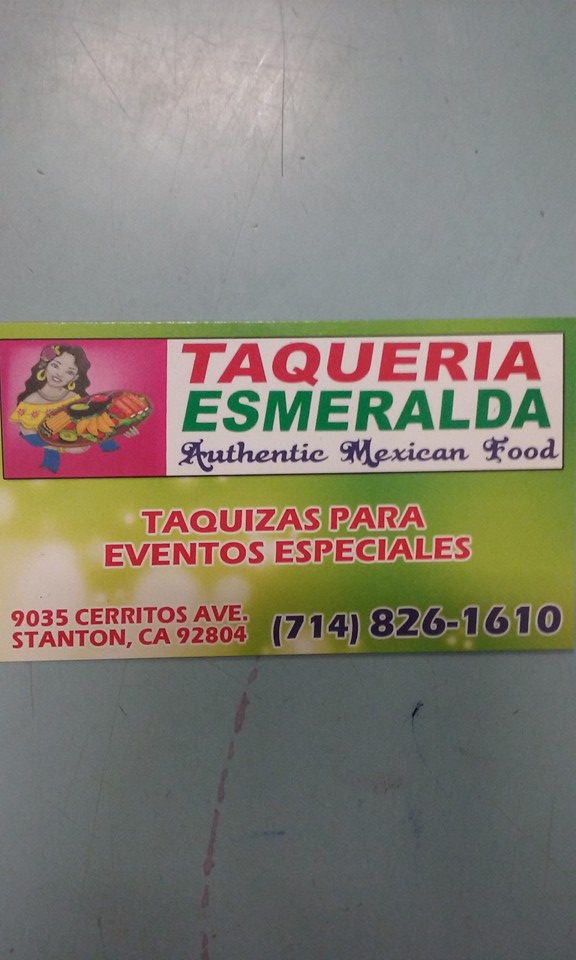 TAQUERIA
ESMERALDA
Authentic Mexican Food
TAQUIZAS PARA
EVENTOS ESPECIALES
9035 CERRITOS AVE.
STANTON, CA 92804
(714) 826-1610